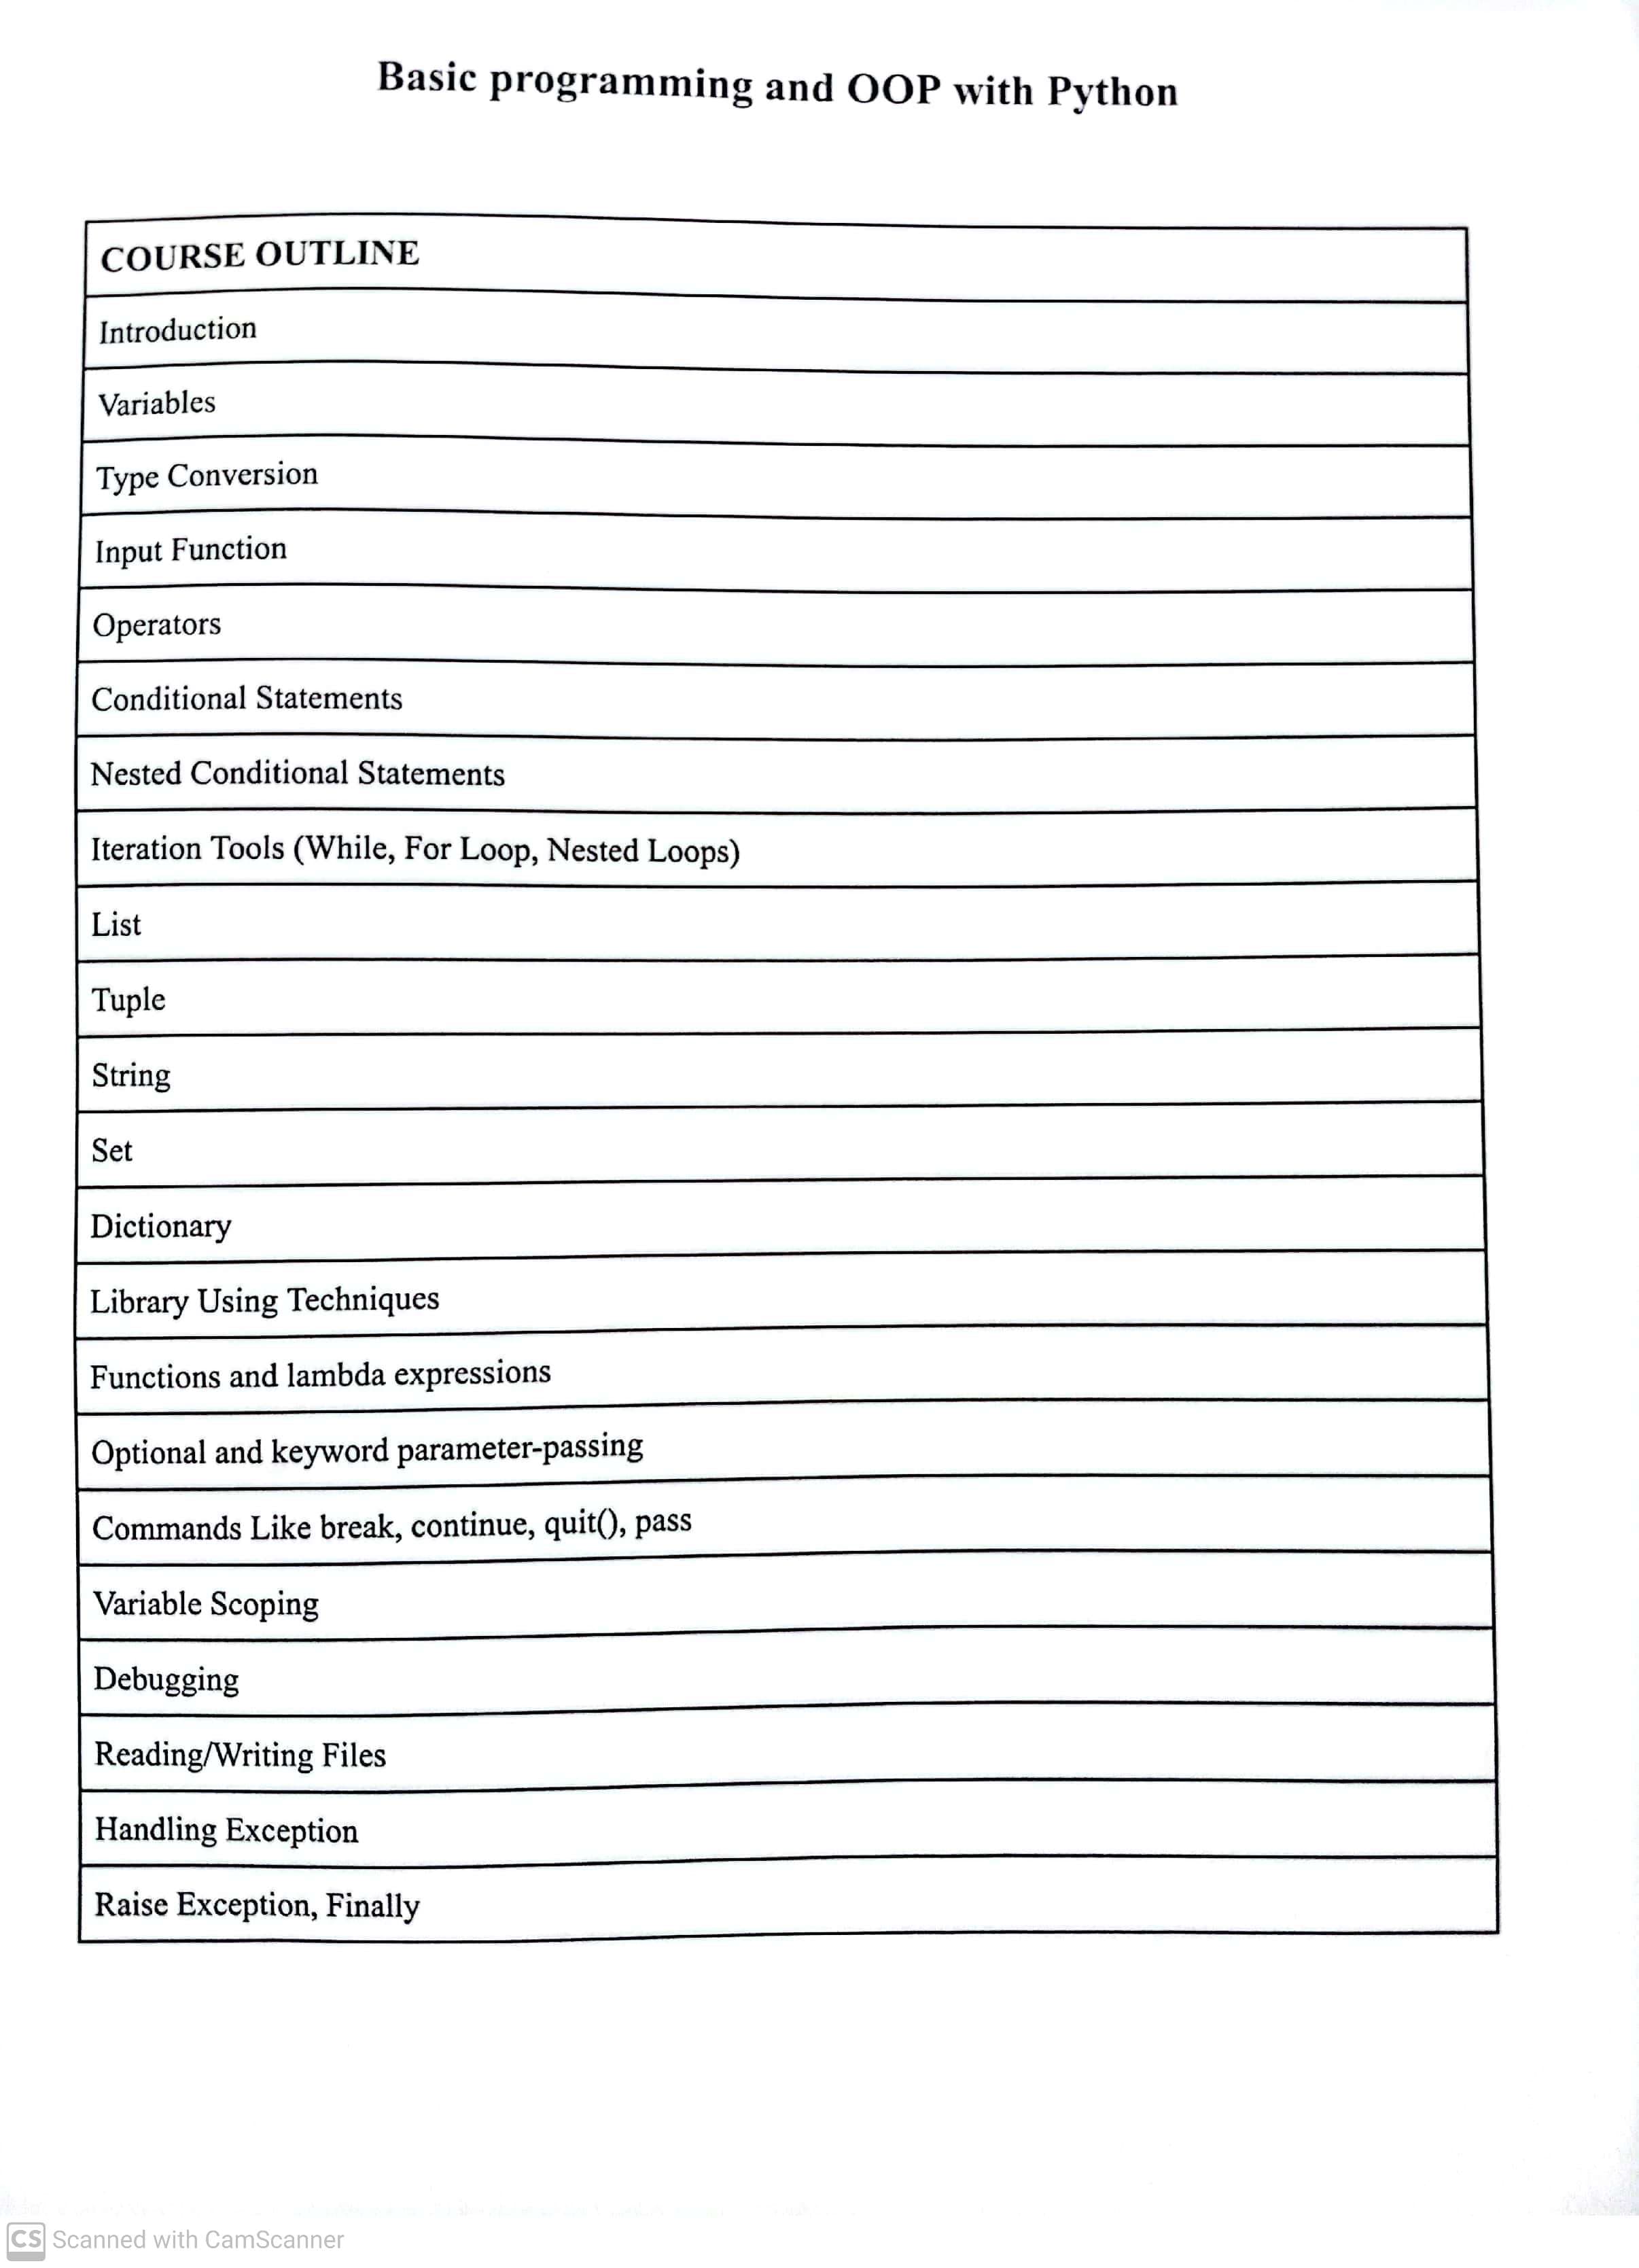 Basic programming and OOP with Python
COURSE OUTLINE
Introduction
Variables
Type Conversion
Input Function
Operators
Conditional Statements
Nested Conditional Statements
Iteration Tools (While, For Loop, Nested Loops)
List
Tuple
String
Set
Dictionary
Library Using Techniques
Functions and lambda expressions
Optional and keyword parameter-passing
Commands Like break, continue, quit(), pass
Variable Scoping
Debugging
Reading/Writing Files
Handling Exception
Raise Exception, Finally
CS Scanned with CamScanner